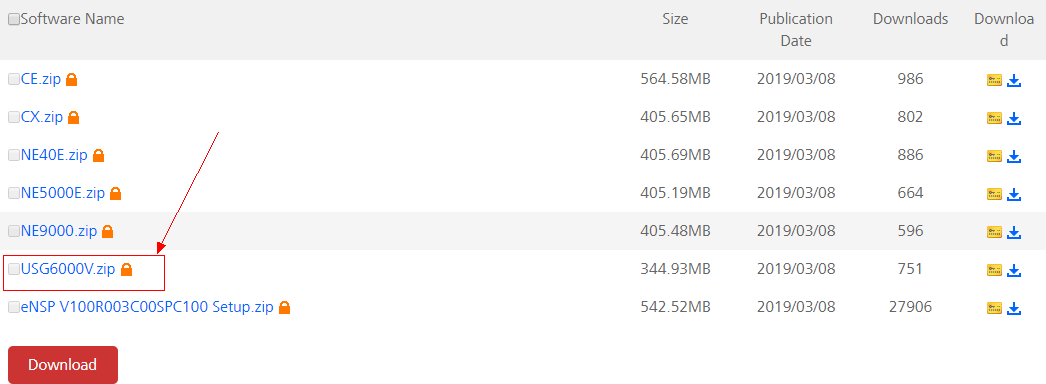 Software Name Size Publication Date Downloads Download
CE.zip 564.58MB 2019/03/08 986
CX.zip 405.65MB 2019/03/08 802
NE40E.zip 405.69MB 2019/03/08 886
NE5000E.zip 405.19MB 2019/03/08 664
NE9000.zip 405.48MB 2019/03/08 596
USG6000V.zip 344.93MB 2019/03/08 751
eNSP V100R003C00SPC100 Setup.zip 542.52MB 2019/03/08 27906
Download